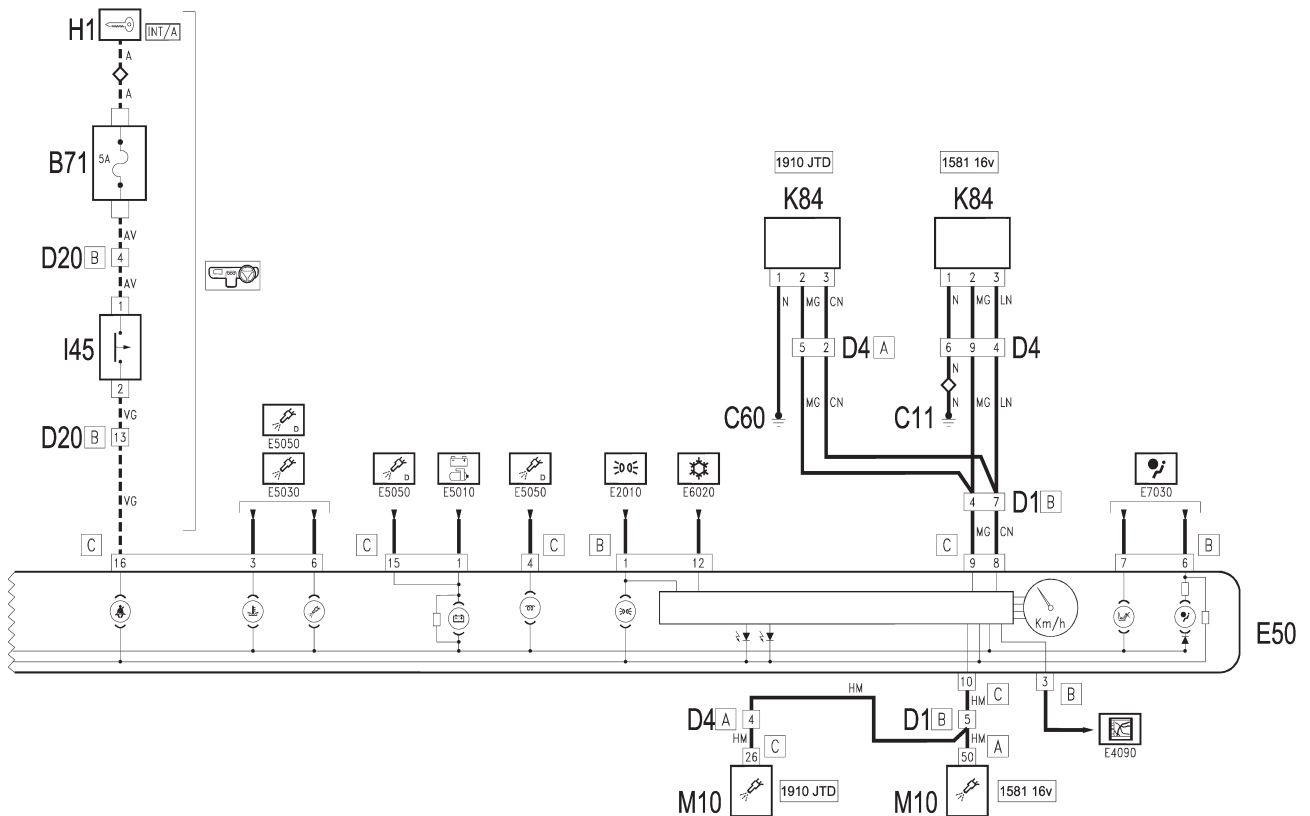 H1
INT/A
A
A
B71
5A
AV
D20 B 4
AV
1
I45
2
VG
D20 B 13
VG
1910 JTD
K84
1 2 3
N MG CN
5 2 D4 A
MG CN
C60
1581 16v
K84
1 2 3
N MG LN
6 9 4 D4
N
N MG LN
C11
4 7 D1 B
MG CN
D
E5050
E5030
D
E5050
E5010
D
E5050
E2010
E6020
E7030
C C C B C B
16 3 6 15 1 4 1 12 9 8 7 6
Km/h
E50
10 C 3 B
HM HM
D4 A 4 D1 B 5
HM HM
26 C 50 A
M10 1910 JTD
M10 1581 16v
E4090